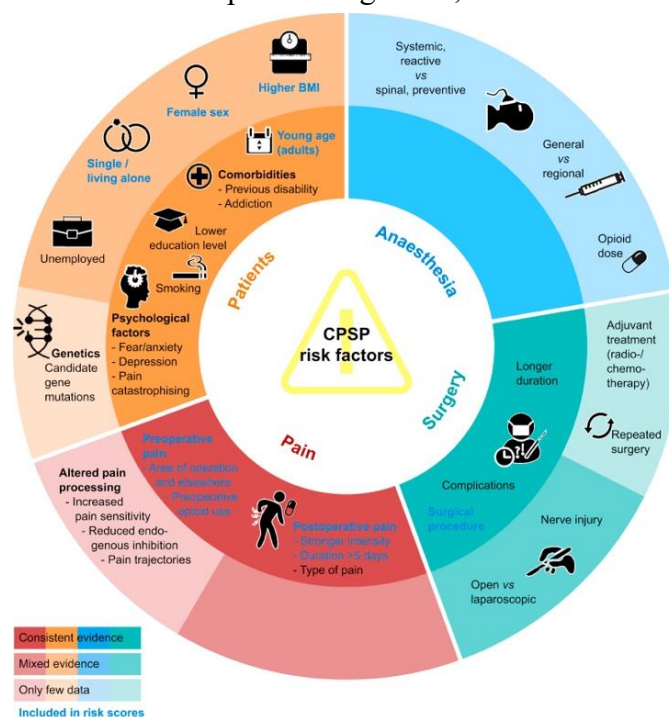 Higher BMI
Female sex
Single /
living alone
Unemployed
Young age
(adults)
Comorbidities
- Previous disability
- Addiction
Lower
education level
Smoking
Psychological
factors
- Fear/anxiety
- Depression
- Pain
catastrophising
Genetics
Candidate
gene
mutations
Patients
Systemic,
reactive
vs
spinal, preventive
General
vs
regional
Opioid
dose
Anaesthesia
CPSP
risk factors
Surgery
Longer
duration
Complications
Surgical
procedure
Adjuvant
treatment
(radio-/
chemo-
therapy)
Repeated
surgery
Nerve injury
Open vs
laparoscopic
Pain
Preoperative
pain
- Area of operation
and elsewhere
- Preoperative
opioid use
Postoperative pain
- Stronger intensity
- Duration >5 days
- Type of pain
Altered pain
processing
- Increased
pain sensitivity
- Reduced endo-
genous inhibition
- Pain trajectories
Consistent evidence
Mixed evidence
Only few data
Included in risk scores